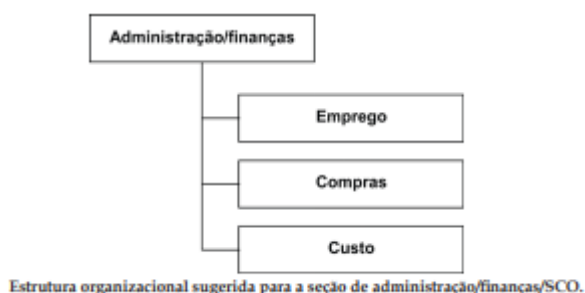 Administração/finanças
Emprego
Compras
Custo
Estrutura organizacional sugerida para a seção de administração/finanças/SCO.